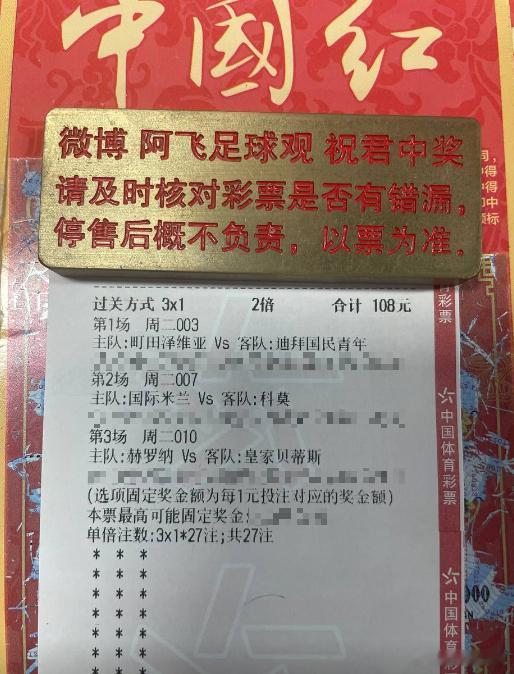 中国红
微博 阿飞足球观 祝君中奖
请及时核对彩票是否有错漏，
停售后概不负责，以票为准.
过关方式 3x1 2倍 合计 108元
第1场 周二003
主队:町田泽维亚 Vs 客队:迪拜国民青年
第2场 周二007
主队:国际米兰 Vs 客队:科莫
第3场 周二010
主队:赫罗纳 Vs 客队:皇家贝蒂斯
(选项固定奖金额为每1元投注对应的奖金额)
本票最高可能固定奖金:
单倍注数:3x1*27注;共27注
* * *
* * *
* * *
* * *
* * *
* * *
* * *
* * *
彩票
中国体育彩票
中国体育